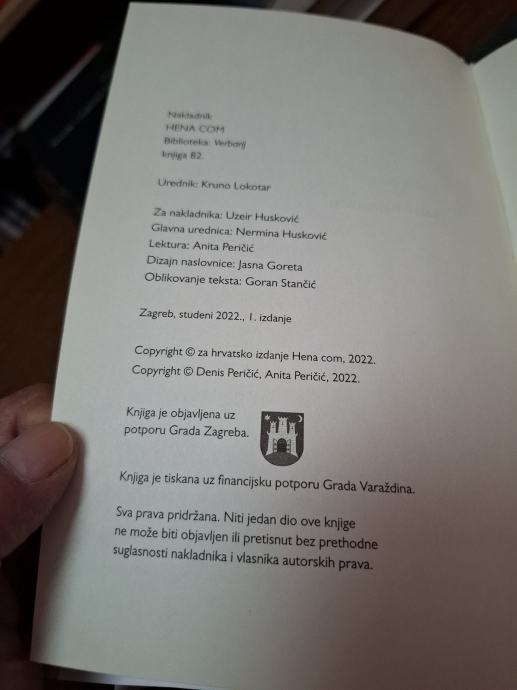 Nakladnik
HENA COM
Biblioteka: Verbarij
knjiga 82.
Urednik: Kruno Lokotar
Za nakladnika: Uzeir Husković
Glavna urednica: Nermina Husković
Lektura: Anita Peričić
Dizajn naslovnice: Jasna Goreta
Oblikovanje teksta: Goran Stančić
Zagreb, studeni 2022., 1. izdanje
Copyright © za hrvatsko izdanje Hena com, 2022.
Copyright © Denis Peričić, Anita Peričić, 2022.
Knjiga je objavljena uz
potporu Grada Zagreba.
Knjiga je tiskana uz financijsku potporu Grada Varaždina.
Sva prava pridržana. Niti jedan dio ove knjige
ne može biti objavljen ili pretisnut bez prethodne
suglasnosti nakladnika i vlasnika autorskih prava.